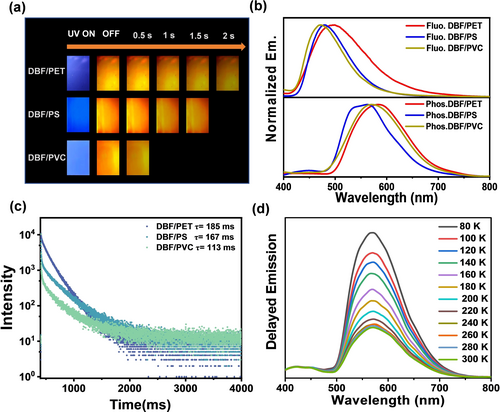 (a)
UV ON OFF 0.5 s 1 s 1.5 s 2 s
DBF/PET
DBF/PS
DBF/PVC
(b)
Normalized Em.
Fluo. DBF/PET
Fluo. DBF/PS
Fluo. DBF/PVC
Phos.DBF/PET
Phos.DBF/PS
Phos.DBF/PVC
400 500 600 700 800
Wavelength (nm)
(c)
Intensity
10⁵
10⁴
10³
10²
10¹
10⁰
DBF/PET τ= 185 ms
DBF/PS τ= 167 ms
DBF/PVC τ= 113 ms
1000 2000 3000 4000
Time(ms)
(d)
Delayed Emission
80 K
100 K
120 K
140 K
160 K
180 K
200 K
220 K
240 K
260 K
280 K
300 K
400 500 600 700 800
Wavelength (nm)